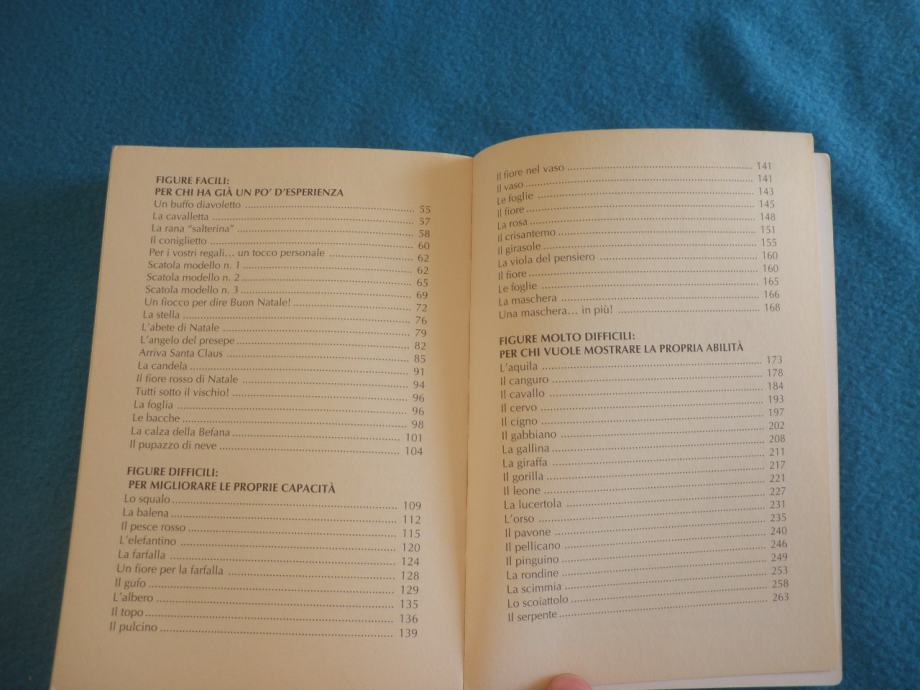 FIGURE FACILI:
PER CHI HA GIÀ UN PO' D'ESPERIENZA
Un buffo diavoletto ........ 55
La cavalletta ........ 57
La rana “salterina” ........ 58
Il coniglietto ........ 60
Per i vostri regali... un tocco personale ........ 62
Scatola modello n. 1 ........ 62
Scatola modello n. 2 ........ 65
Scatola modello n. 3 ........ 69
Un fiocco per dire Buon Natale! ........ 72
La stella ........ 76
L'abete di Natale ........ 79
L'angelo del presepe ........ 82
Arriva Santa Claus ........ 85
La candela ........ 91
Il fiore rosso di Natale ........ 94
Tutti sotto il vischio! ........ 96
La foglia ........ 96
Le bacche ........ 98
La calza della Befana ........ 101
Il pupazzo di neve ........ 104
FIGURE DIFFICILI:
PER MIGLIORARE LE PROPRIE CAPACITÀ
Lo squalo ........ 109
La balena ........ 112
Il pesce rosso ........ 115
L'elefantino ........ 120
La farfalla ........ 124
Un fiore per la farfalla ........ 128
Il gufo ........ 129
L'albero ........ 135
Il topo ........ 136
Il pulcino ........ 139
Il fiore nel vaso ........ 141
Il vaso ........ 141
Le foglie ........ 143
Il fiore ........ 145
La rosa ........ 148
Il crisantemo ........ 151
Il girasole ........ 155
La viola del pensiero ........ 160
Il fiore ........ 160
Le foglie ........ 165
La maschera ........ 166
Una maschera... in più! ........ 168
FIGURE MOLTO DIFFICILI:
PER CHI VUOLE MOSTRARE LA PROPRIA ABILITÀ
L'aquila ........ 173
Il canguro ........ 178
Il cavallo ........ 184
Il cervo ........ 193
Il cigno ........ 197
Il gabbiano ........ 202
La gallina ........ 208
La giraffa ........ 211
Il gorilla ........ 217
Il leone ........ 221
La lucertola ........ 227
L'orso ........ 231
Il pavone ........ 235
Il pellicano ........ 240
Il pinguino ........ 246
La rondine ........ 249
La scimmia ........ 253
Lo scoiattolo ........ 258
Il serpente ........ 263